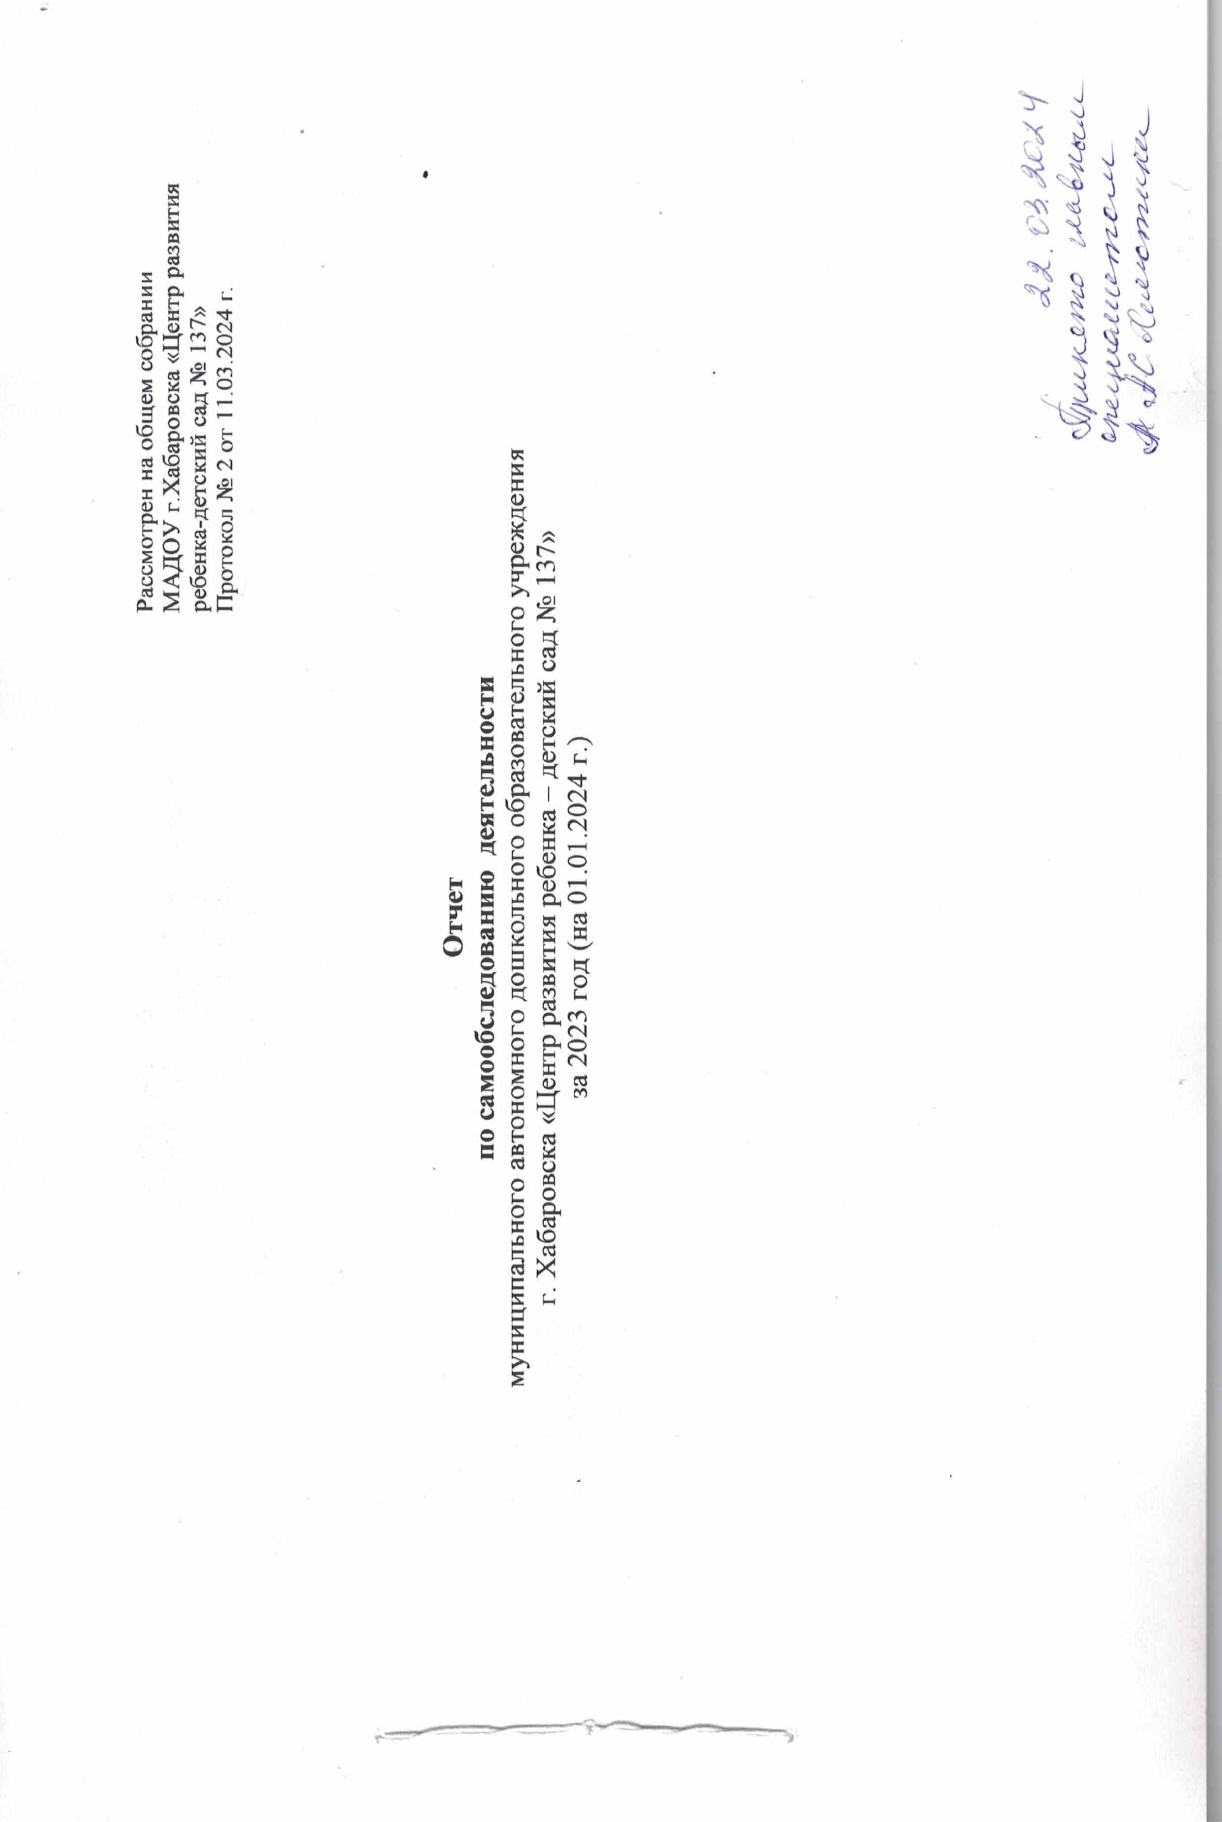 Рассмотрен на общем собрании
МАДОУ г.Хабаровска «Центр развития
ребенка-детский сад № 137»
Протокол № 2 от 11.03.2024 г.
Отчет
по самообследованию деятельности
муниципального автономного дошкольного образовательного учреждения
г. Хабаровска «Центр развития ребенка – детский сад № 137»
за 2023 год (на 01.01.2024 г.)
22.03.2024
Принято главным
специалистом